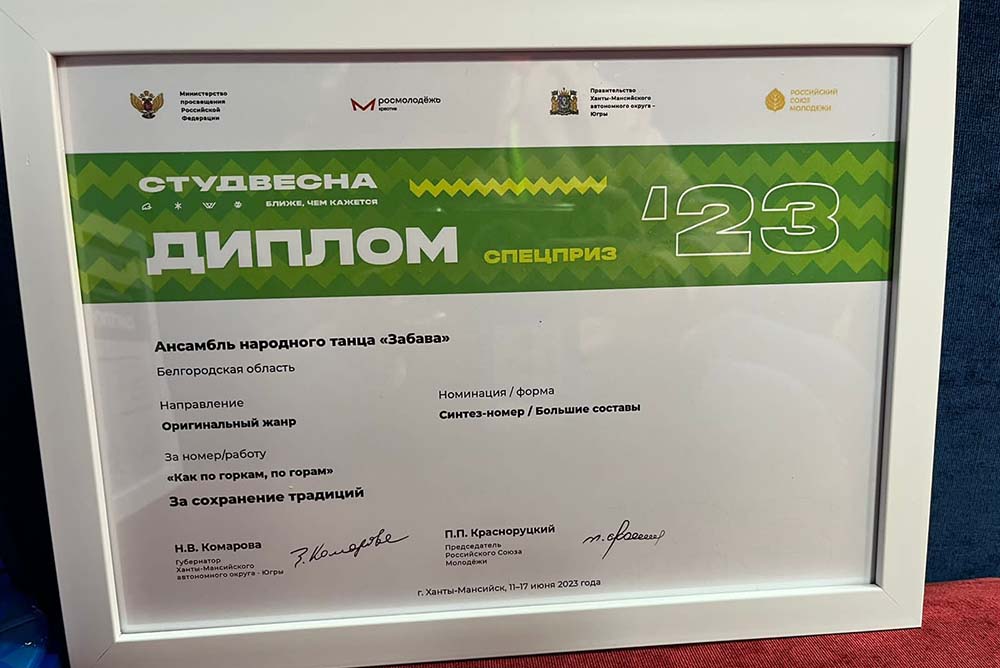 Министерство
просвещения
Российской
Федерации
росмолодёжь
креатив
Правительство
Ханты-Мансийского
автономного округа -
Югры
РОССИЙСКИЙ
СОЮЗ
МОЛОДЕЖИ
СТУДВЕСНА
БЛИЖЕ, ЧЕМ КАЖЕТСЯ
'23
ДИПЛОМ СПЕЦПРИЗ
Ансамбль народного танца «Забава»
Белгородская область
Направление
Оригинальный жанр
Номинация / форма
Синтез-номер / Большие составы
За номер/работу
«Как по горкам, по горам»
За сохранение традиций
Н.В. Комарова
Губернатор
Ханты-Мансийского
автономного округа - Югры
П.П. Красноруцкий
Председатель
Российского Союза
Молодёжи
г. Ханты-Мансийск, 11–17 июня 2023 года